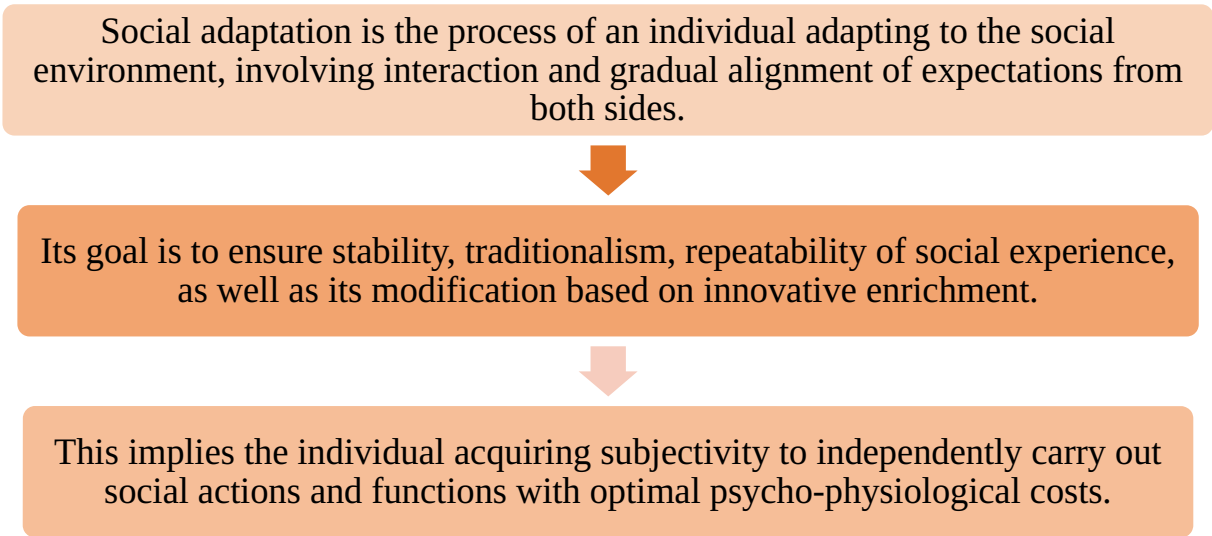 Social adaptation is the process of an individual adapting to the social
environment, involving interaction and gradual alignment of expectations from
both sides.
Its goal is to ensure stability, traditionalism, repeatability of social experience,
as well as its modification based on innovative enrichment.
This implies the individual acquiring subjectivity to independently carry out
social actions and functions with optimal psycho-physiological costs.